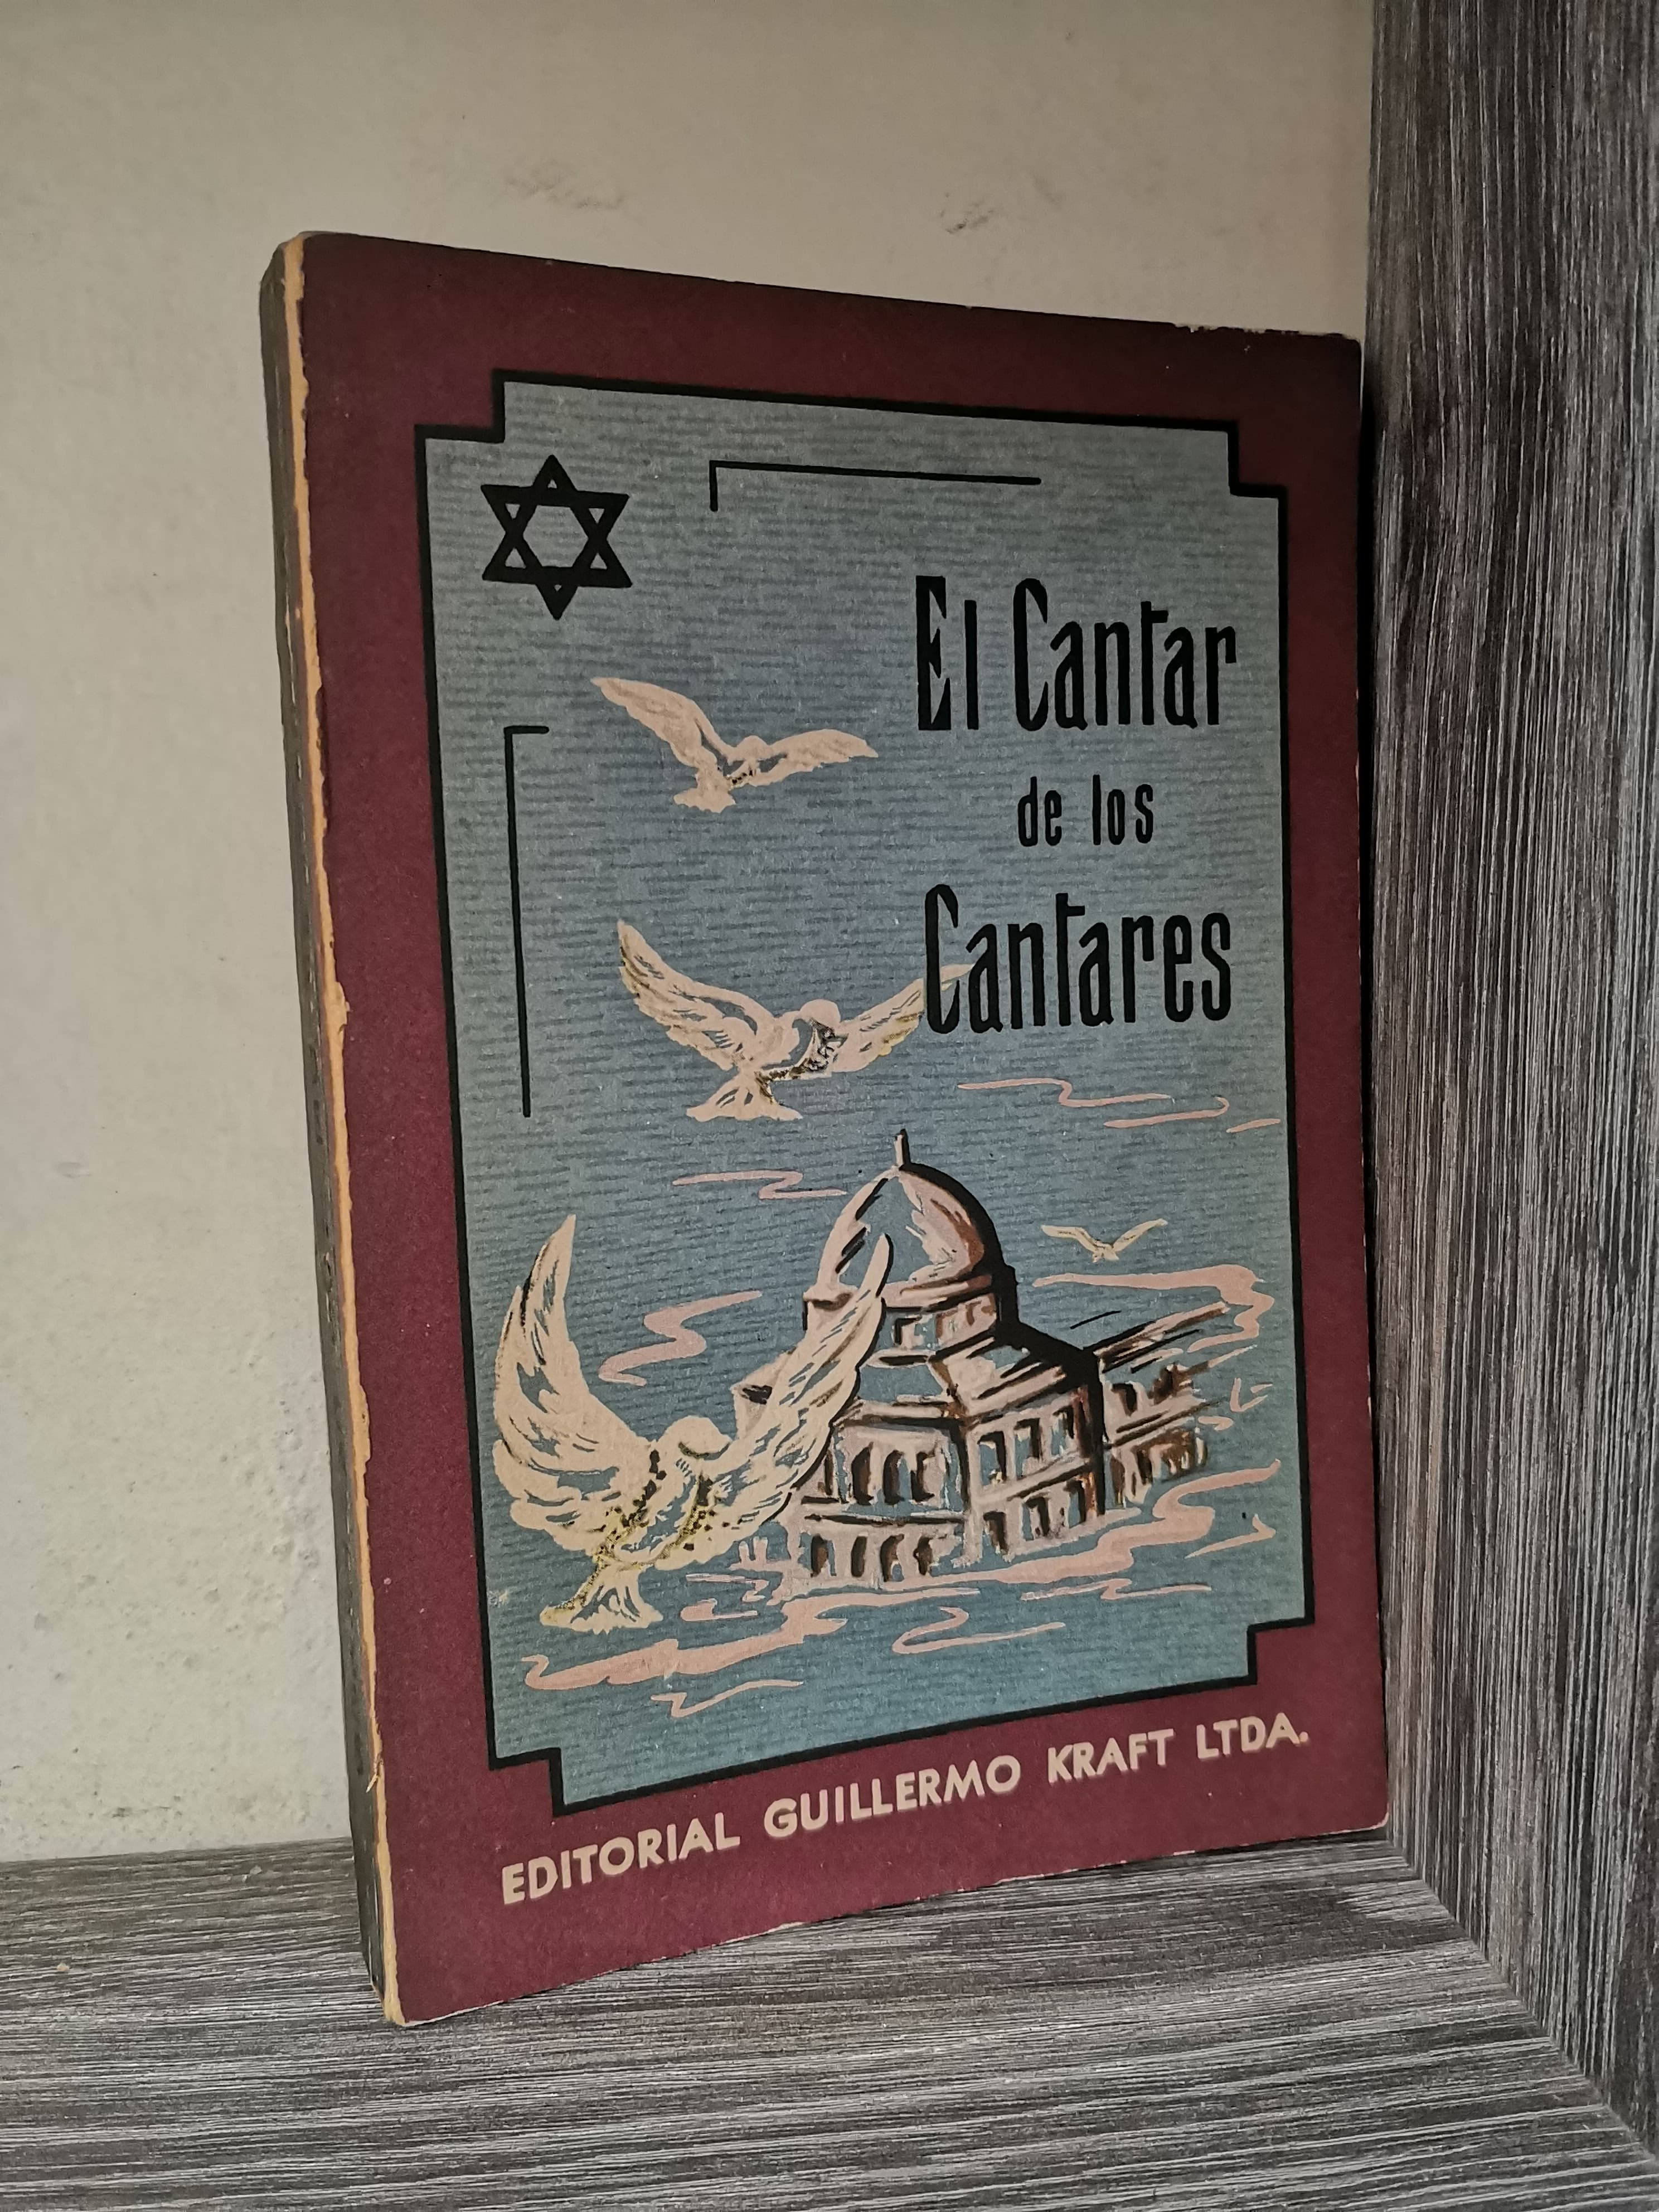 El Cantar
de los
Cantares
EDITORIAL GUILLERMO KRAFT LTDA.